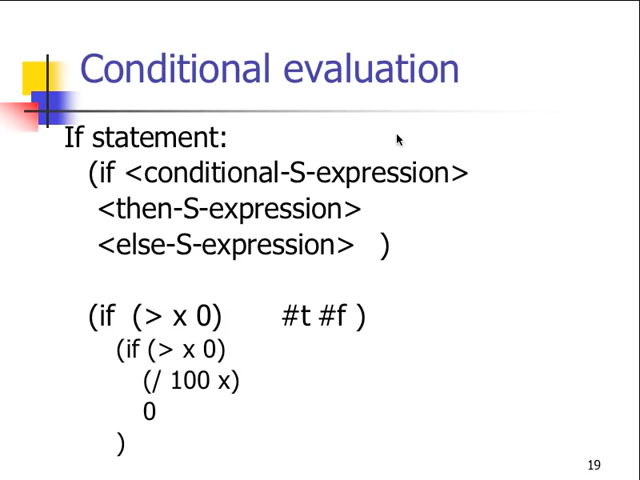 Conditional evaluation
If statement:
(if <conditional-S-expression>
<then-S-expression>
<else-S-expression> )
(if (> x 0) #t #f )
(if (> x 0)
(/ 100 x)
0
)
19